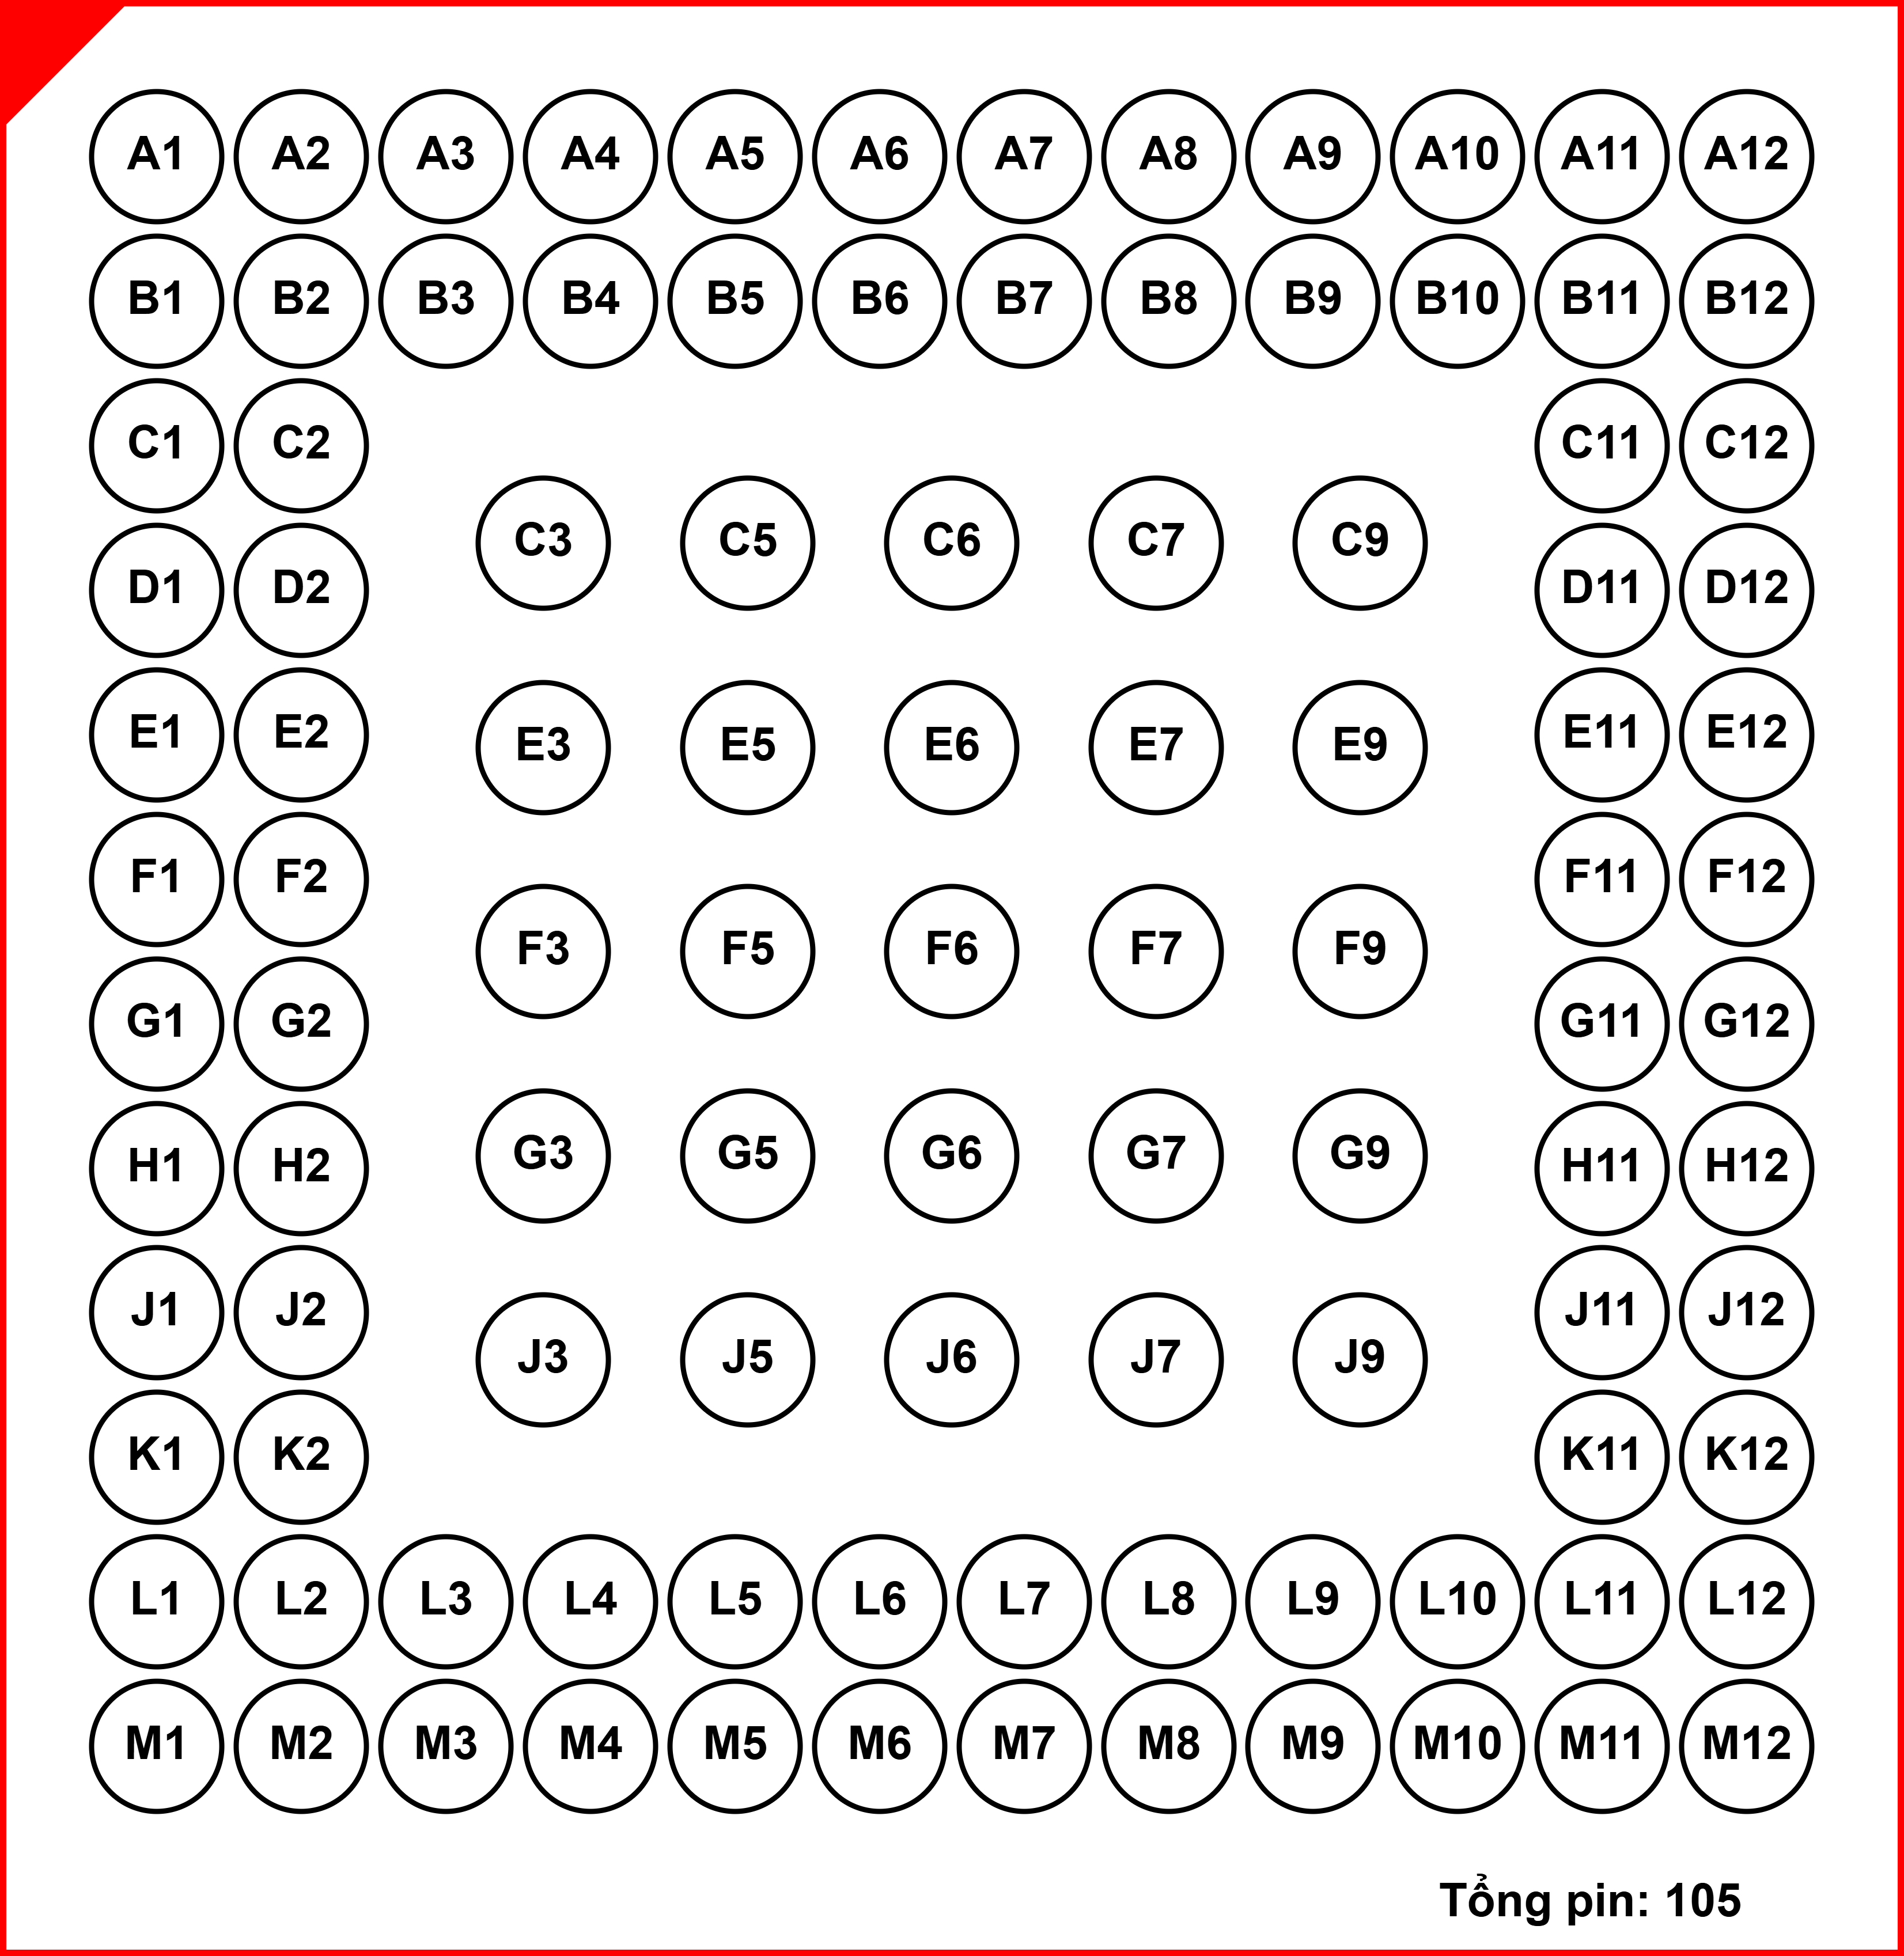 A1 A2 A3 A4 A5 A6 A7 A8 A9 A10 A11 A12
B1 B2 B3 B4 B5 B6 B7 B8 B9 B10 B11 B12
C1 C2 C11 C12
C3 C5 C6 C7 C9
D1 D2 D11 D12
E1 E2 E11 E12
E3 E5 E6 E7 E9
F1 F2 F11 F12
F3 F5 F6 F7 F9
G1 G2 G11 G12
G3 G5 G6 G7 G9
H1 H2 H11 H12
J1 J2 J11 J12
J3 J5 J6 J7 J9
K1 K2 K11 K12
L1 L2 L3 L4 L5 L6 L7 L8 L9 L10 L11 L12
M1 M2 M3 M4 M5 M6 M7 M8 M9 M10 M11 M12
Tổng pin: 105